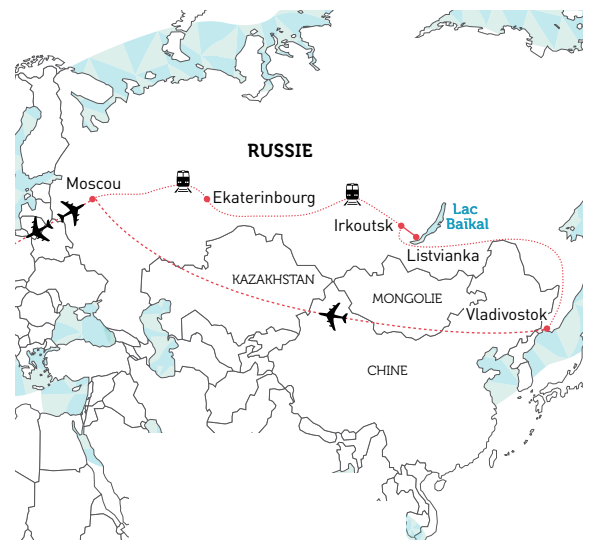 RUSSIE
Moscou
Ekaterinbourg
Irkoutsk
Lac
Baïkal
Listvianka
KAZAKHSTAN
MONGOLIE
Vladivostok
CHINE